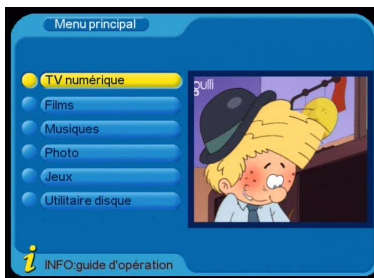 Menu principal
TV numérique
Films
Musiques
Photo
Jeux
Utilitaire disque
gulli
i
INFO:guide d'opération